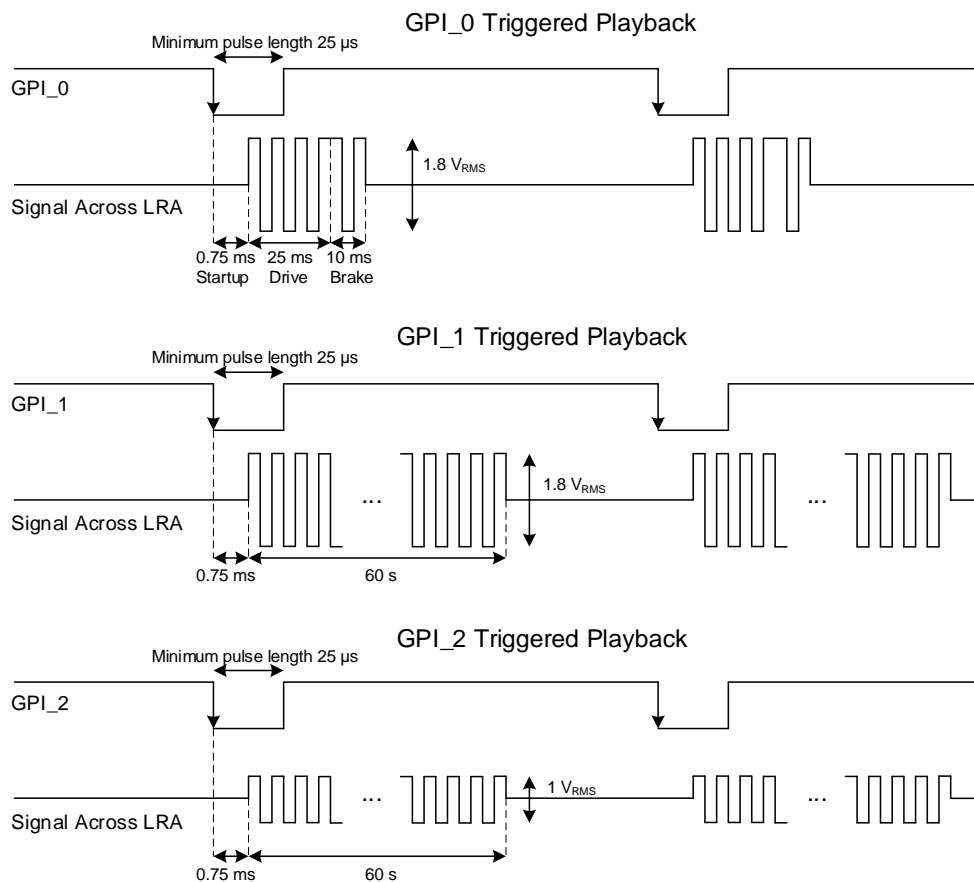 GPI_0 Triggered Playback
Minimum pulse length 25 µs
GPI_0
1.8 VRMS
Signal Across LRA
0.75 ms 25 ms 10 ms
Startup Drive Brake
GPI_1 Triggered Playback
Minimum pulse length 25 µs
GPI_1
... 1.8 VRMS ...
Signal Across LRA
0.75 ms 60 s
GPI_2 Triggered Playback
Minimum pulse length 25 µs
GPI_2
... 1 VRMS ...
Signal Across LRA
0.75 ms 60 s